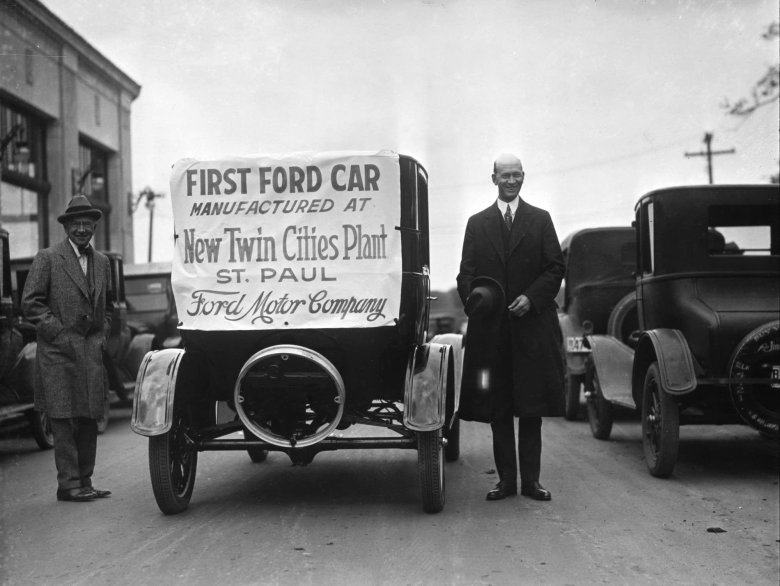 FIRST FORD CAR
MANUFACTURED AT
New Twin Cities Plant
ST. PAUL
Ford Motor Company